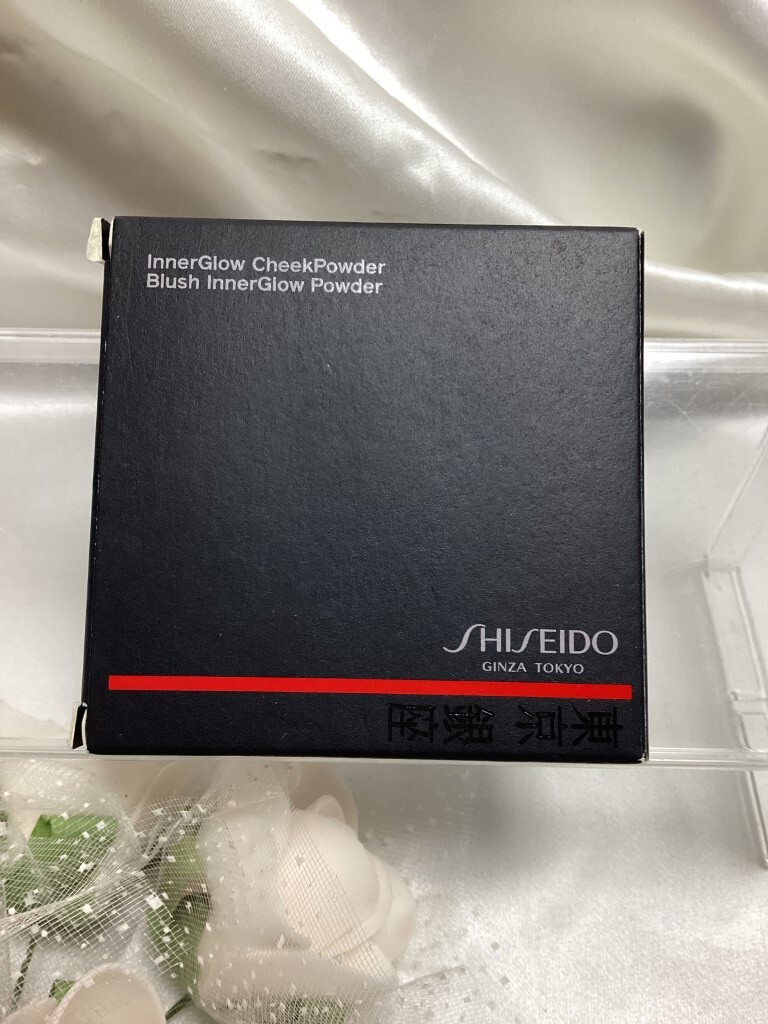 InnerGlow CheekPowder
Blush InnerGlow Powder
SHISEIDO
GINZA TOKYO
東京銀座